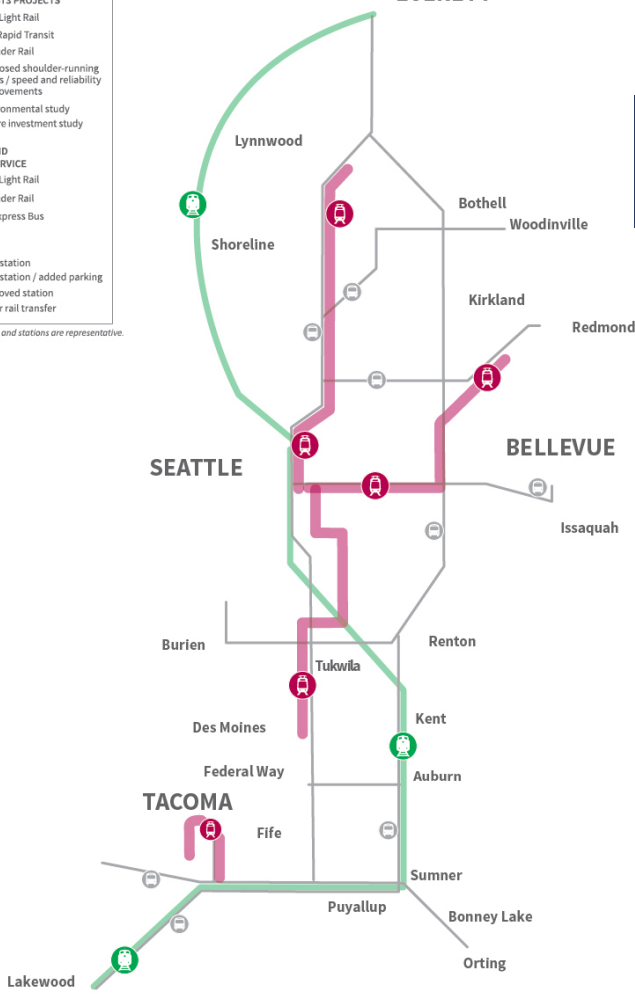 Light Rail
Rapid Transit
der Rail
osed shoulder-running
s / speed and reliability
ovements
onmental study
re investment study
ND
RVICE
Light Rail
der Rail
xpress Bus
station
station / added parking
oved station
r rail transfer
and stations are representative.
Lynnwood
Bothell
Woodinville
Shoreline
Kirkland
Redmond
BELLEVUE
SEATTLE
Issaquah
Burien
Renton
Tukwila
Kent
Des Moines
Federal Way
Auburn
TACOMA
Fife
Sumner
Puyallup
Bonney Lake
Orting
Lakewood